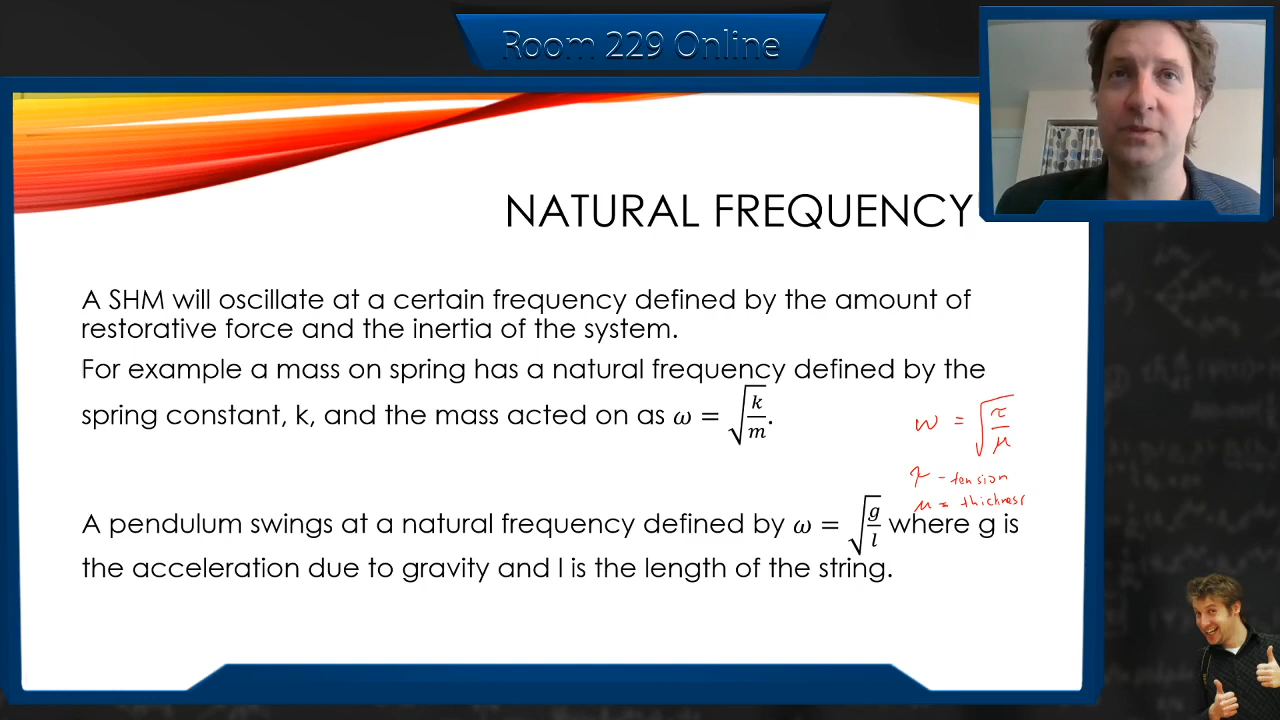 Room 229 Online
NATURAL FREQUENCY
A SHM will oscillate at a certain frequency defined by the amount of
restorative force and the inertia of the system.
For example a mass on spring has a natural frequency defined by the
spring constant, k, and the mass acted on as ω = √(k/m).
w = √(τ/μ)
τ - tension
μ = thickness
A pendulum swings at a natural frequency defined by ω = √(g/l) where g is
the acceleration due to gravity and l is the length of the string.